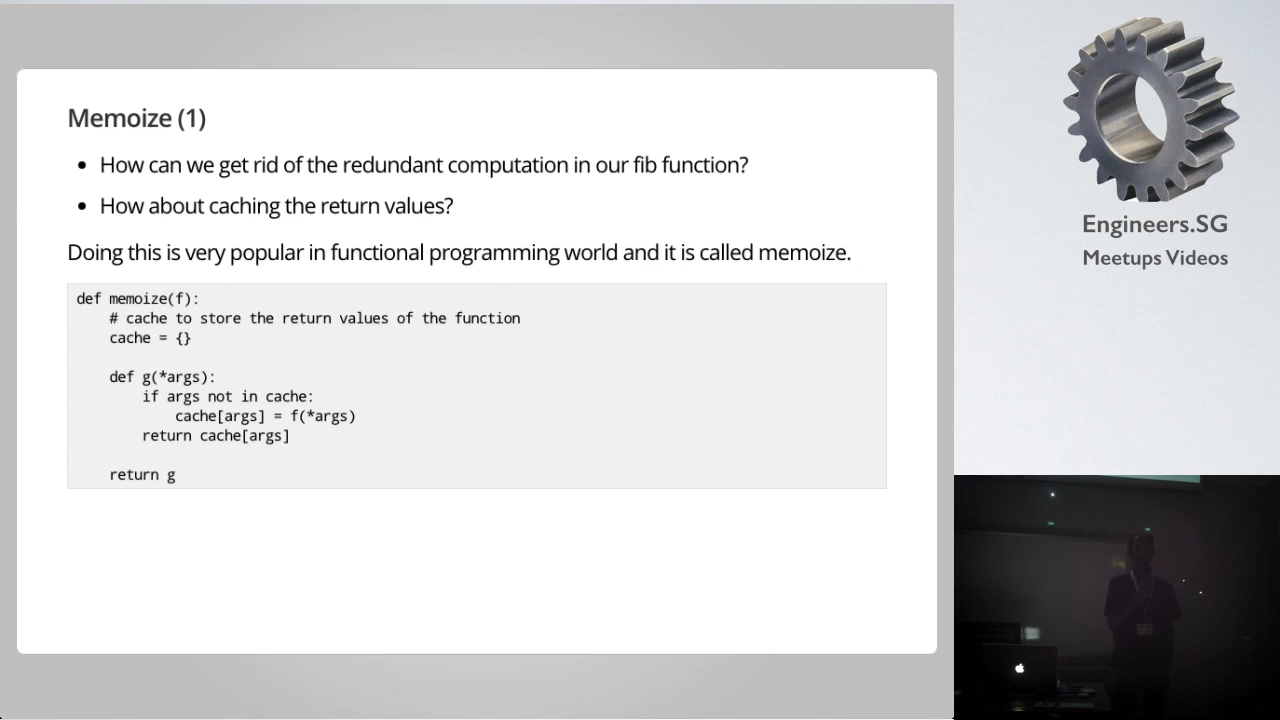 Memoize (1)
• How can we get rid of the redundant computation in our fib function?
• How about caching the return values?
Doing this is very popular in functional programming world and it is called memoize.
def memoize(f):
    # cache to store the return values of the function
    cache = {}

    def g(*args):
        if args not in cache:
            cache[args] = f(*args)
        return cache[args]

    return g
Engineers.SG
Meetups Videos